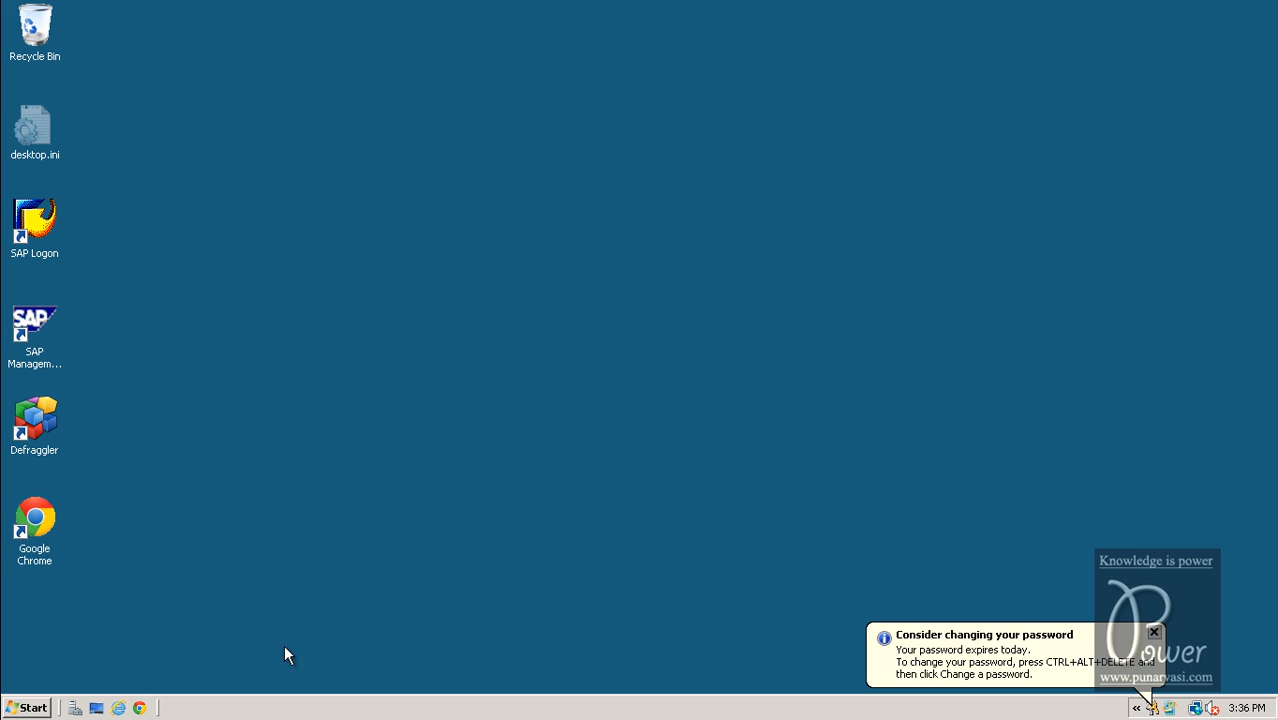 Recycle Bin
desktop.ini
SAP Logon
SAP
SAP
Managem...
Defraggler
Google
Chrome
Knowledge is power
Power
www.punarvasi.com
Consider changing your password
Your password expires today.
To change your password, press CTRL+ALT+DELETE and
then click Change a password.
Start
«
3:36 PM